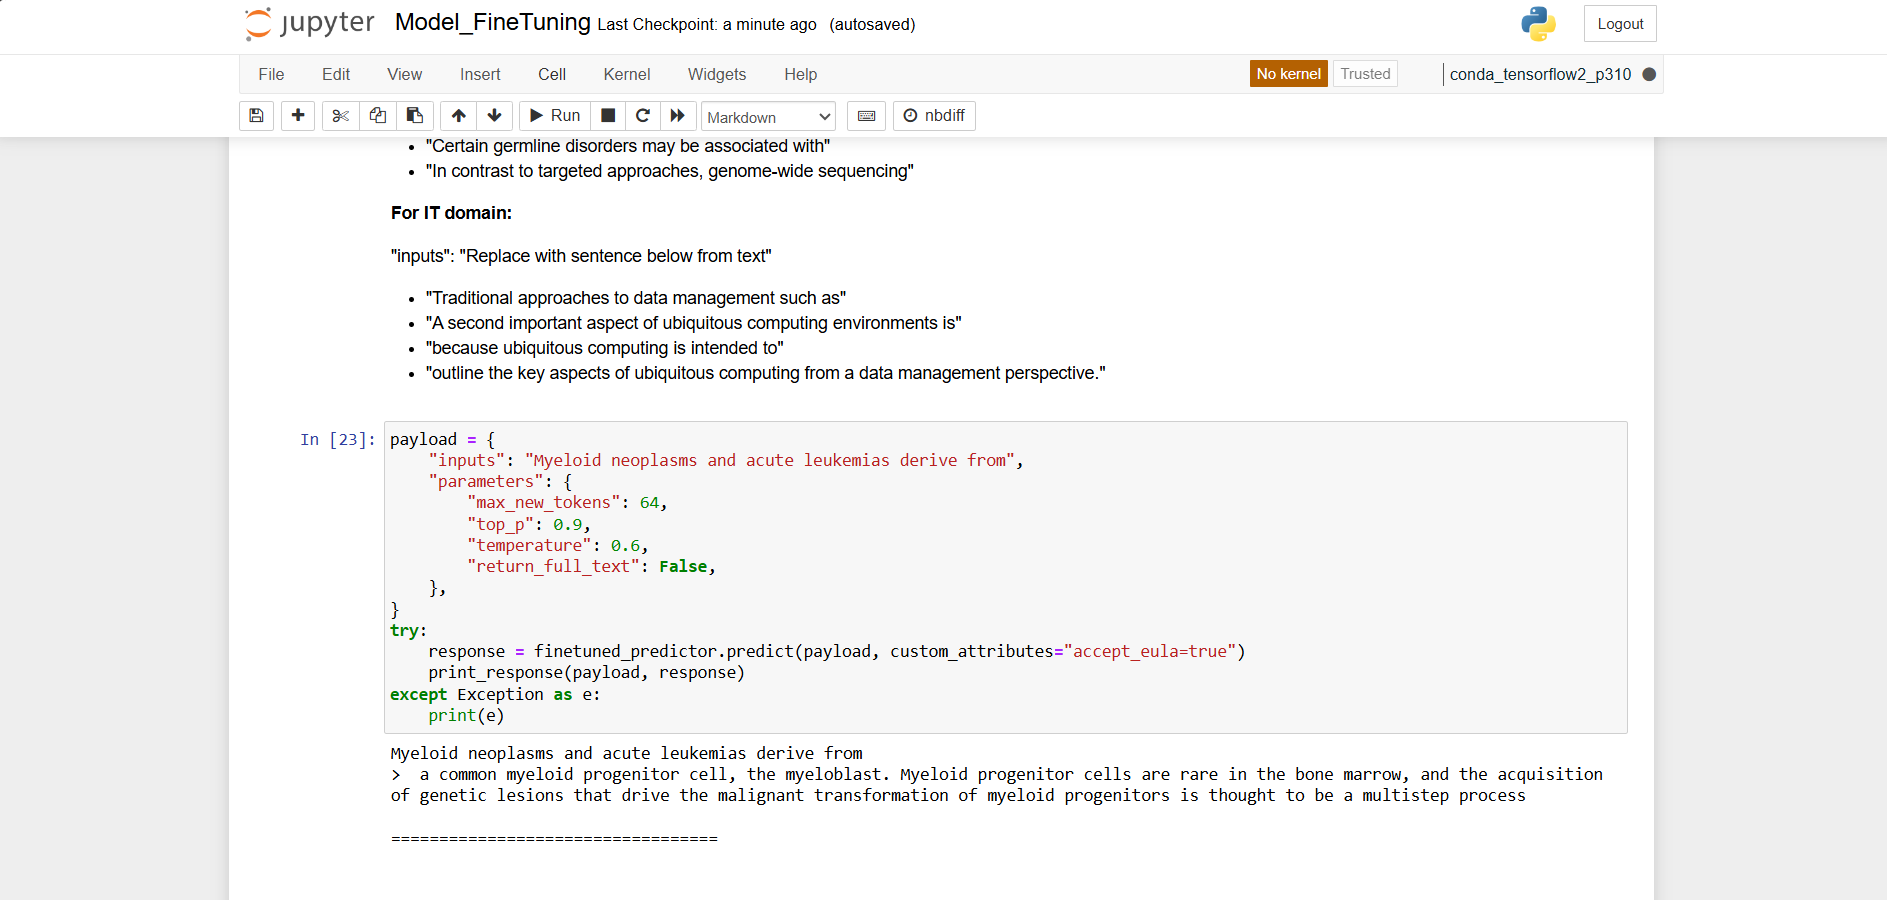 jupyter Model_FineTuning Last Checkpoint: a minute ago (autosaved) Logout
File Edit View Insert Cell Kernel Widgets Help No kernel Trusted conda_tensorflow2_p310
Run Markdown nbdiff
• "Certain germline disorders may be associated with"
• "In contrast to targeted approaches, genome-wide sequencing"
For IT domain:
"inputs": "Replace with sentence below from text"
• "Traditional approaches to data management such as"
• "A second important aspect of ubiquitous computing environments is"
• "because ubiquitous computing is intended to"
• "outline the key aspects of ubiquitous computing from a data management perspective."
In [23]: payload = {
    "inputs": "Myeloid neoplasms and acute leukemias derive from",
    "parameters": {
        "max_new_tokens": 64,
        "top_p": 0.9,
        "temperature": 0.6,
        "return_full_text": False,
    },
}
try:
    response = finetuned_predictor.predict(payload, custom_attributes="accept_eula=true")
    print_response(payload, response)
except Exception as e:
    print(e)
Myeloid neoplasms and acute leukemias derive from
>  a common myeloid progenitor cell, the myeloblast. Myeloid progenitor cells are rare in the bone marrow, and the acquisition
of genetic lesions that drive the malignant transformation of myeloid progenitors is thought to be a multistep process
==================================